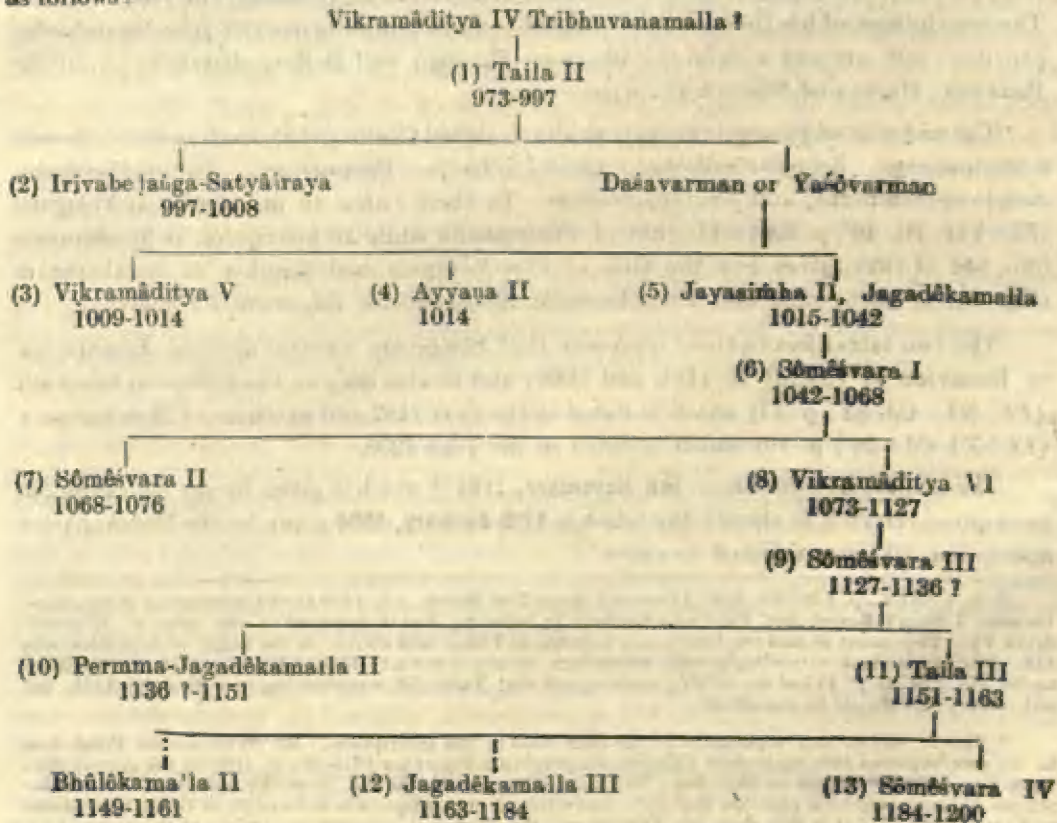 as follows:
Vikramâditya IV Tribhuvanamalla ?
(1) Taila II
973-997
(2) Irivabeḍaṅga-Satyâśraya Daśavarman or Yaśôvarman
997-1008
(3) Vikramâditya V (4) Ayyaṇa II (5) Jayasiṁha II, Jagadêkamalla
1009-1014 1014 1015-1042
(6) Sômêśvara I
1042-1068
(7) Sômêśvara II (8) Vikramâditya VI
1068-1076 1073-1127
(9) Sômêśvara III
1127-1136 ?
(10) Permma-Jagadêkamalla II (11) Taila III
1136 ?-1151 1151-1163
Bhûlôkamalla II (12) Jagadêkamalla III (13) Sômêśvara IV
1149-1161 1163-1184 1184-1200